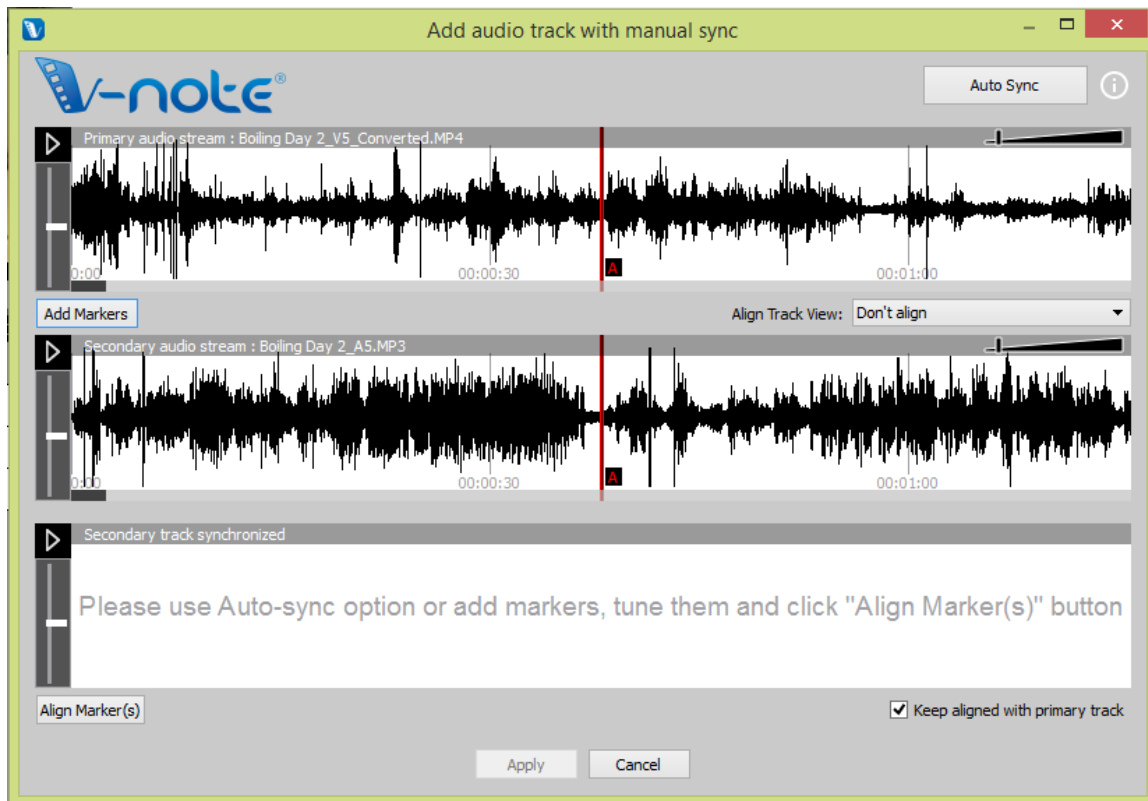 Add audio track with manual sync
V-note®
Auto Sync
Primary audio stream : Boiling Day 2_V5_Converted.MP4
0:00
00:00:30
A
00:01:00
Add Markers
Align Track View:
Don't align
Secondary audio stream : Boiling Day 2_A5.MP3
0:00
00:00:30
A
00:01:00
Secondary track synchronized
Please use Auto-sync option or add markers, tune them and click "Align Marker(s)" button
Align Marker(s)
Keep aligned with primary track
Apply
Cancel